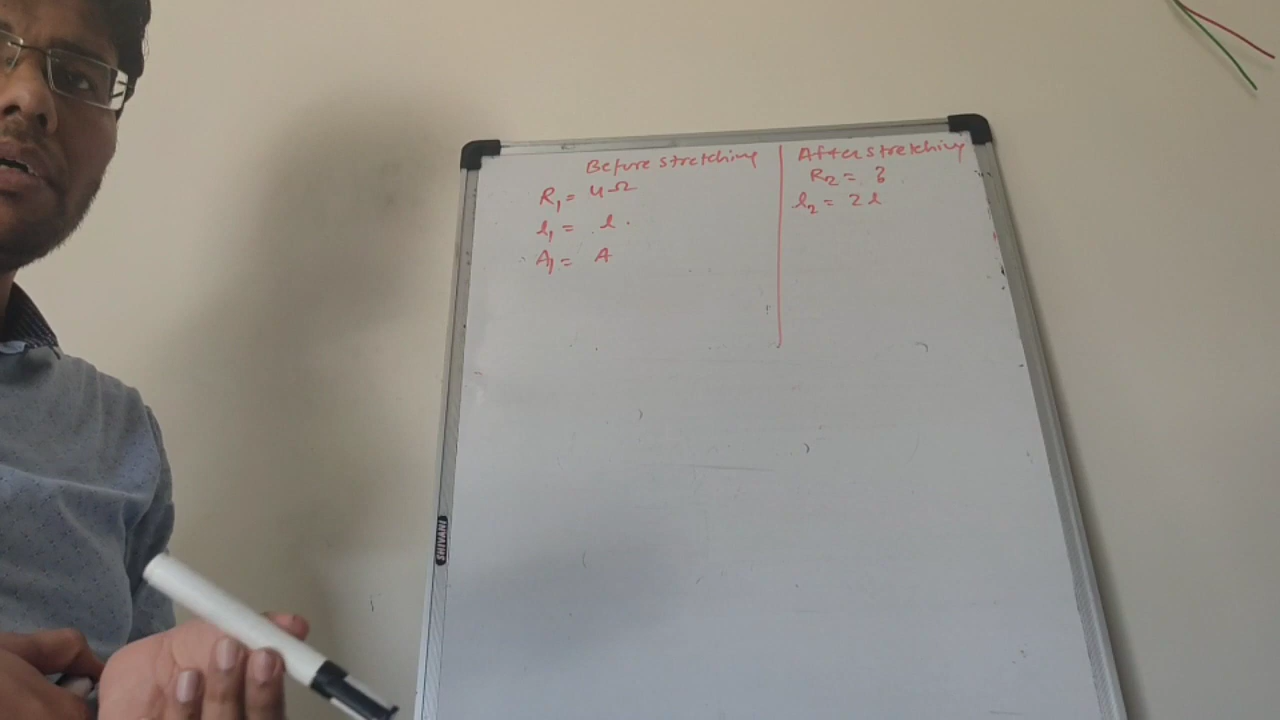 Before stretching
R₁ = 4Ω
l₁ = l
A₁ = A
After stretching
R₂ = ?
l₂ = 2l
SHIVANI